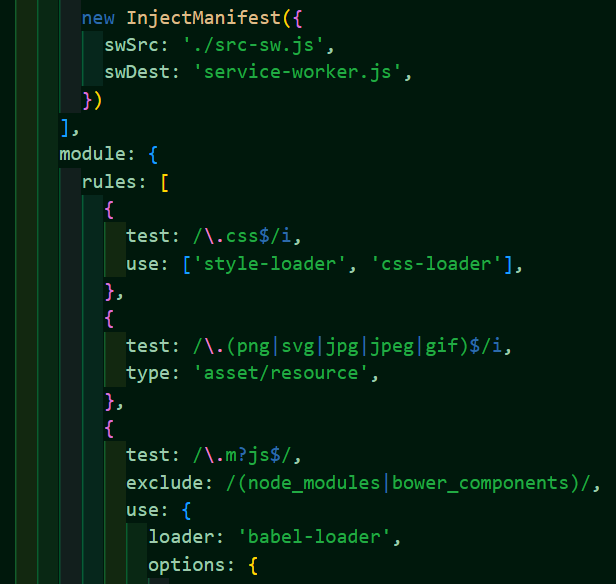 new InjectManifest({
swSrc: './src-sw.js',
swDest: 'service-worker.js',
})
],
module: {
rules: [
{
test: /\.css$/i,
use: ['style-loader', 'css-loader'],
},
{
test: /\.(png|svg|jpg|jpeg|gif)$/i,
type: 'asset/resource',
},
{
test: /\.m?js$/,
exclude: /(node_modules|bower_components)/,
use: {
loader: 'babel-loader',
options: {